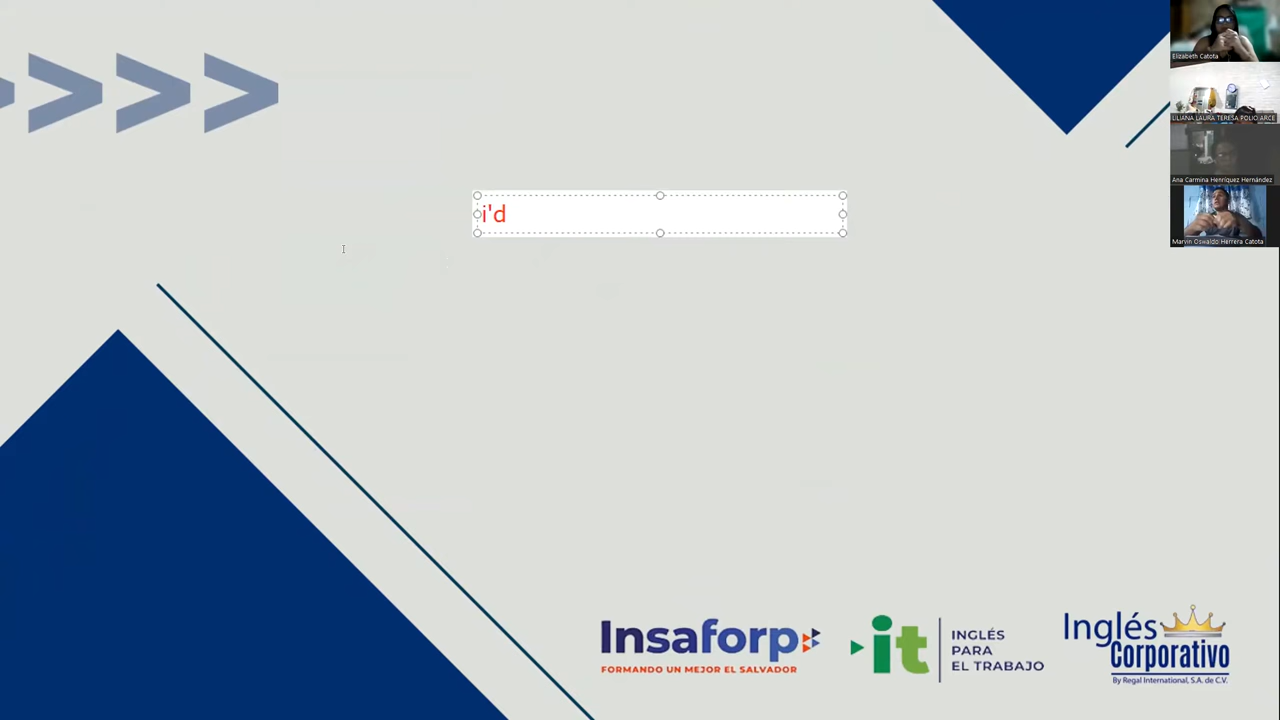 i'd
Elizabeth Catota
LILIANA LAURA TERESA POLIO ARCE
Ana Carmina Henríquez Hernández
Marvin Oswaldo Herrera Catota
Insaforp
FORMANDO UN MEJOR EL SALVADOR
it
INGLÉS
PARA
EL TRABAJO
Inglés
Corporativo
By Regal International, S.A. de C.V.